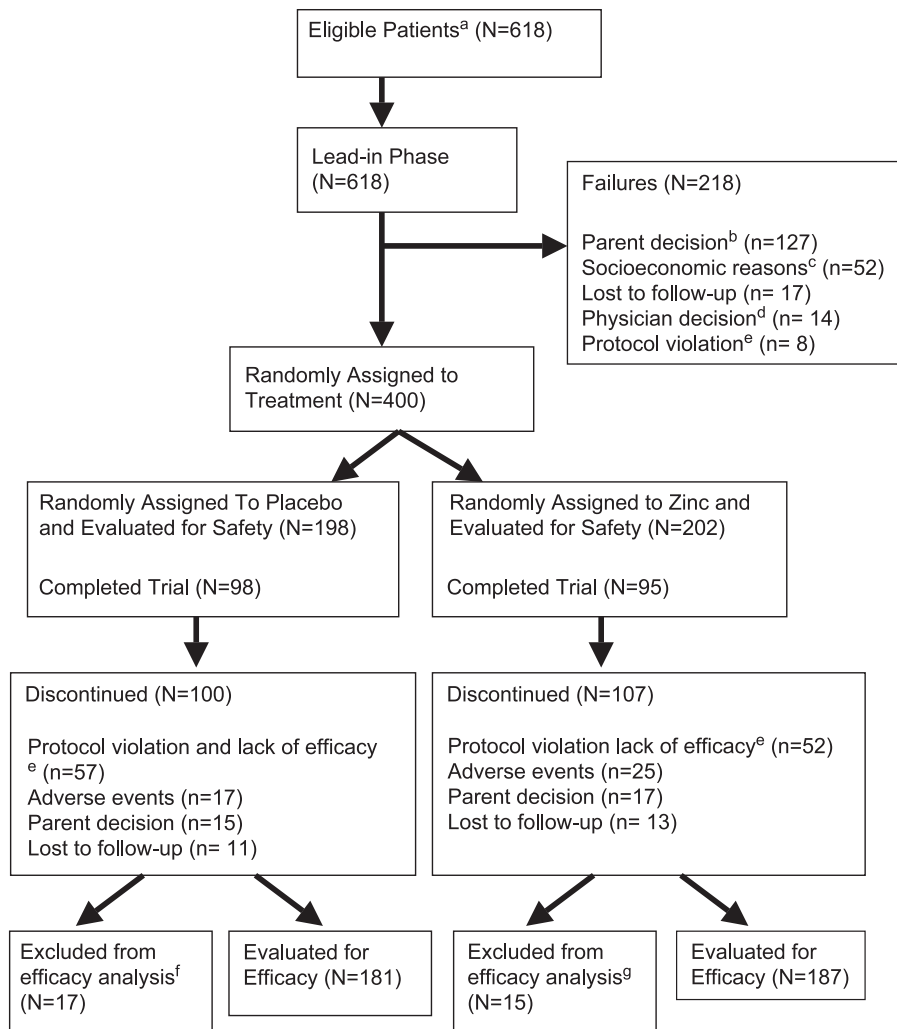 Eligible Patientsᵃ (N=618)
Lead-in Phase
(N=618)
Failures (N=218)
Parent decisionᵇ (n=127)
Socioeconomic reasonsᶜ (n=52)
Lost to follow-up (n= 17)
Physician decisionᵈ (n= 14)
Protocol violationᵉ (n= 8)
Randomly Assigned to
Treatment (N=400)
Randomly Assigned To Placebo
and Evaluated for Safety (N=198)
Completed Trial (N=98)
Randomly Assigned to Zinc and
Evaluated for Safety (N=202)
Completed Trial (N=95)
Discontinued (N=100)
Protocol violation and lack of efficacy
ᵉ (n=57)
Adverse events (n=17)
Parent decision (n=15)
Lost to follow-up (n= 11)
Discontinued (N=107)
Protocol violation lack of efficacyᵉ (n=52)
Adverse events (n=25)
Parent decision (n=17)
Lost to follow-up (n= 13)
Excluded from
efficacy analysisᶠ
(N=17)
Evaluated for
Efficacy (N=181)
Excluded from
efficacy analysisᵍ
(N=15)
Evaluated for
Efficacy (N=187)